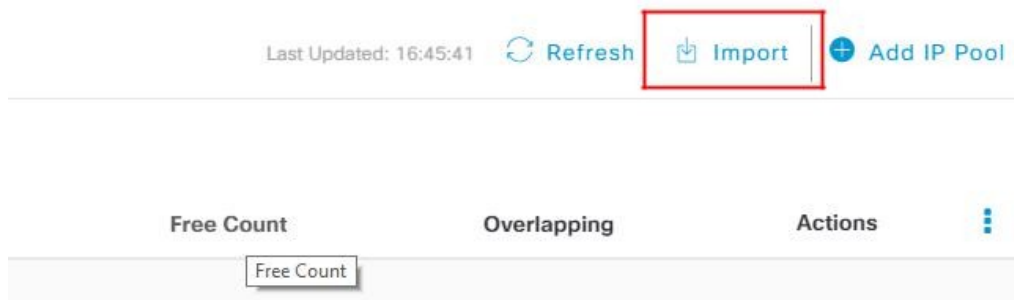 Last Updated: 16:45:41 Refresh Import Add IP Pool
Free Count Overlapping Actions
Free Count